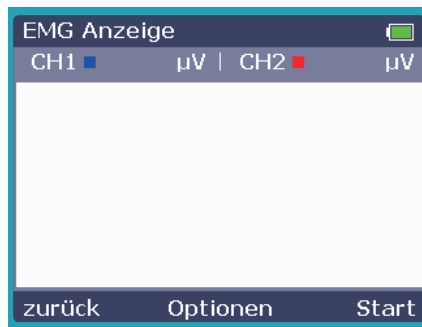 EMG Anzeige
CH1 µV | CH2 µV
zurück Optionen Start